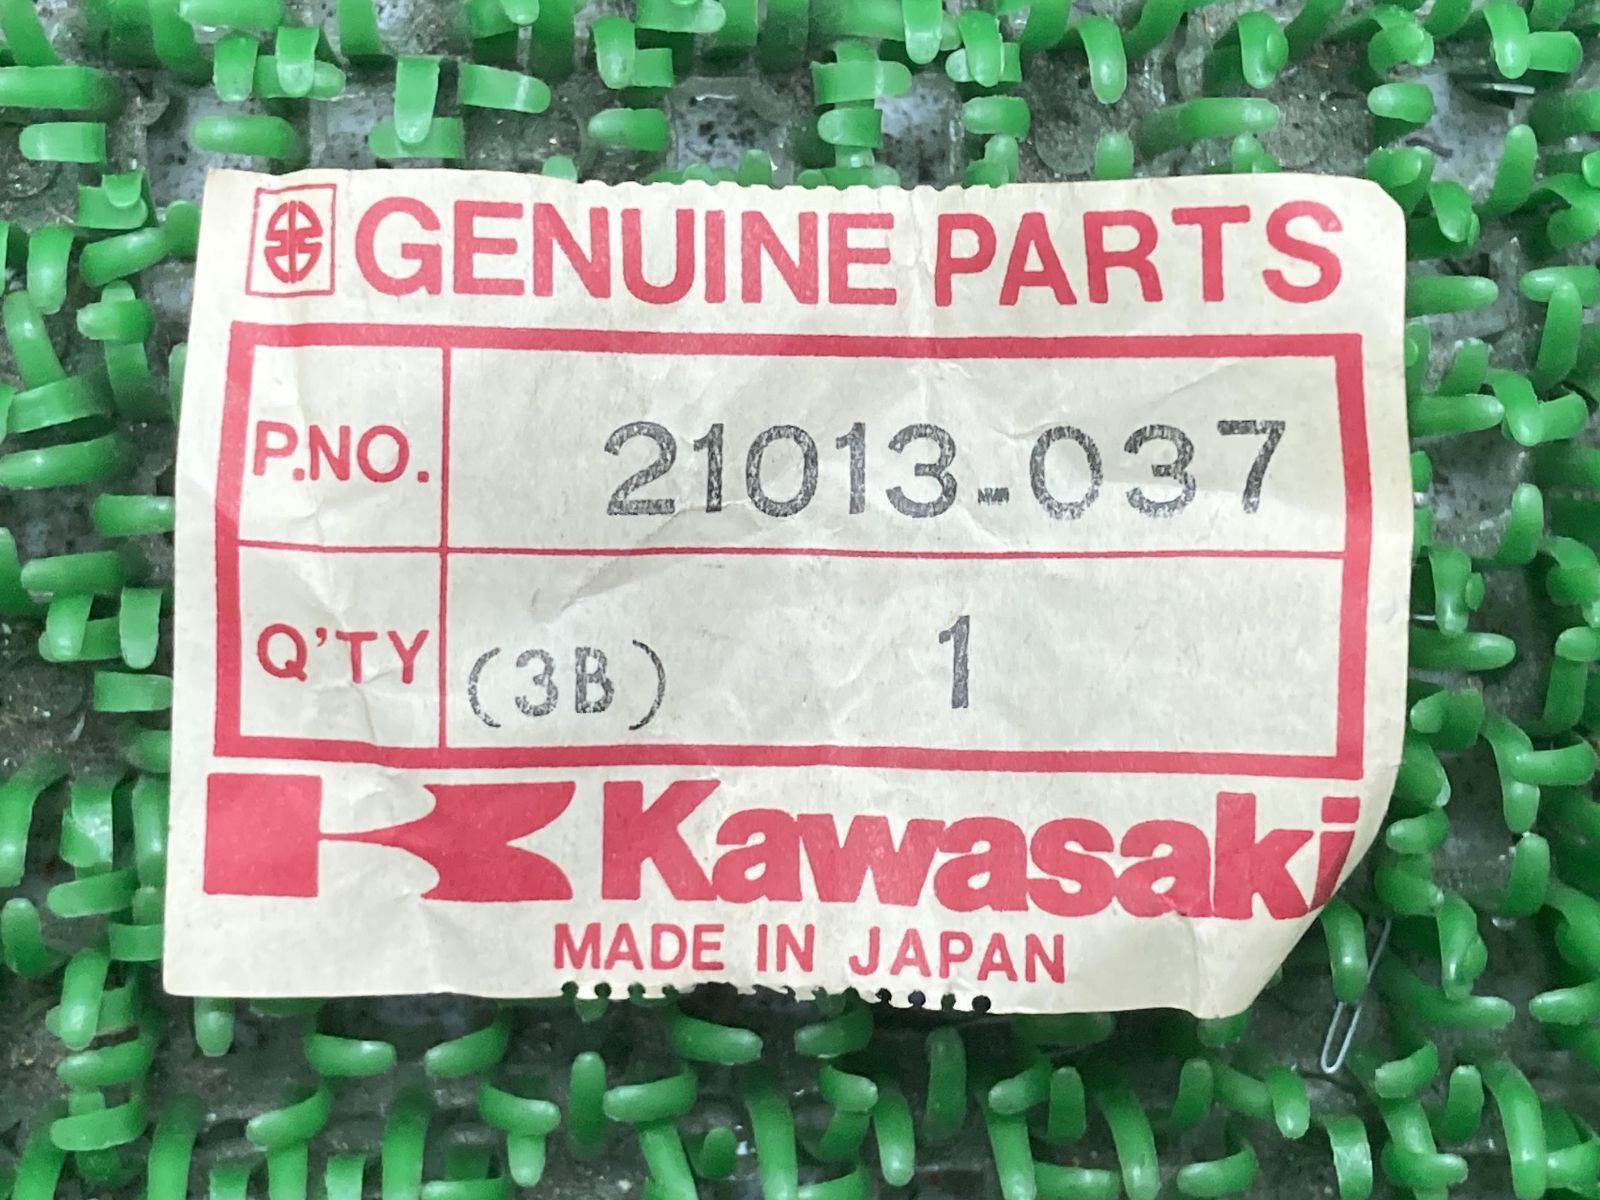 GENUINE PARTS
P.NO. 21013-037
Q'TY (3B) 1
Kawasaki
MADE IN JAPAN